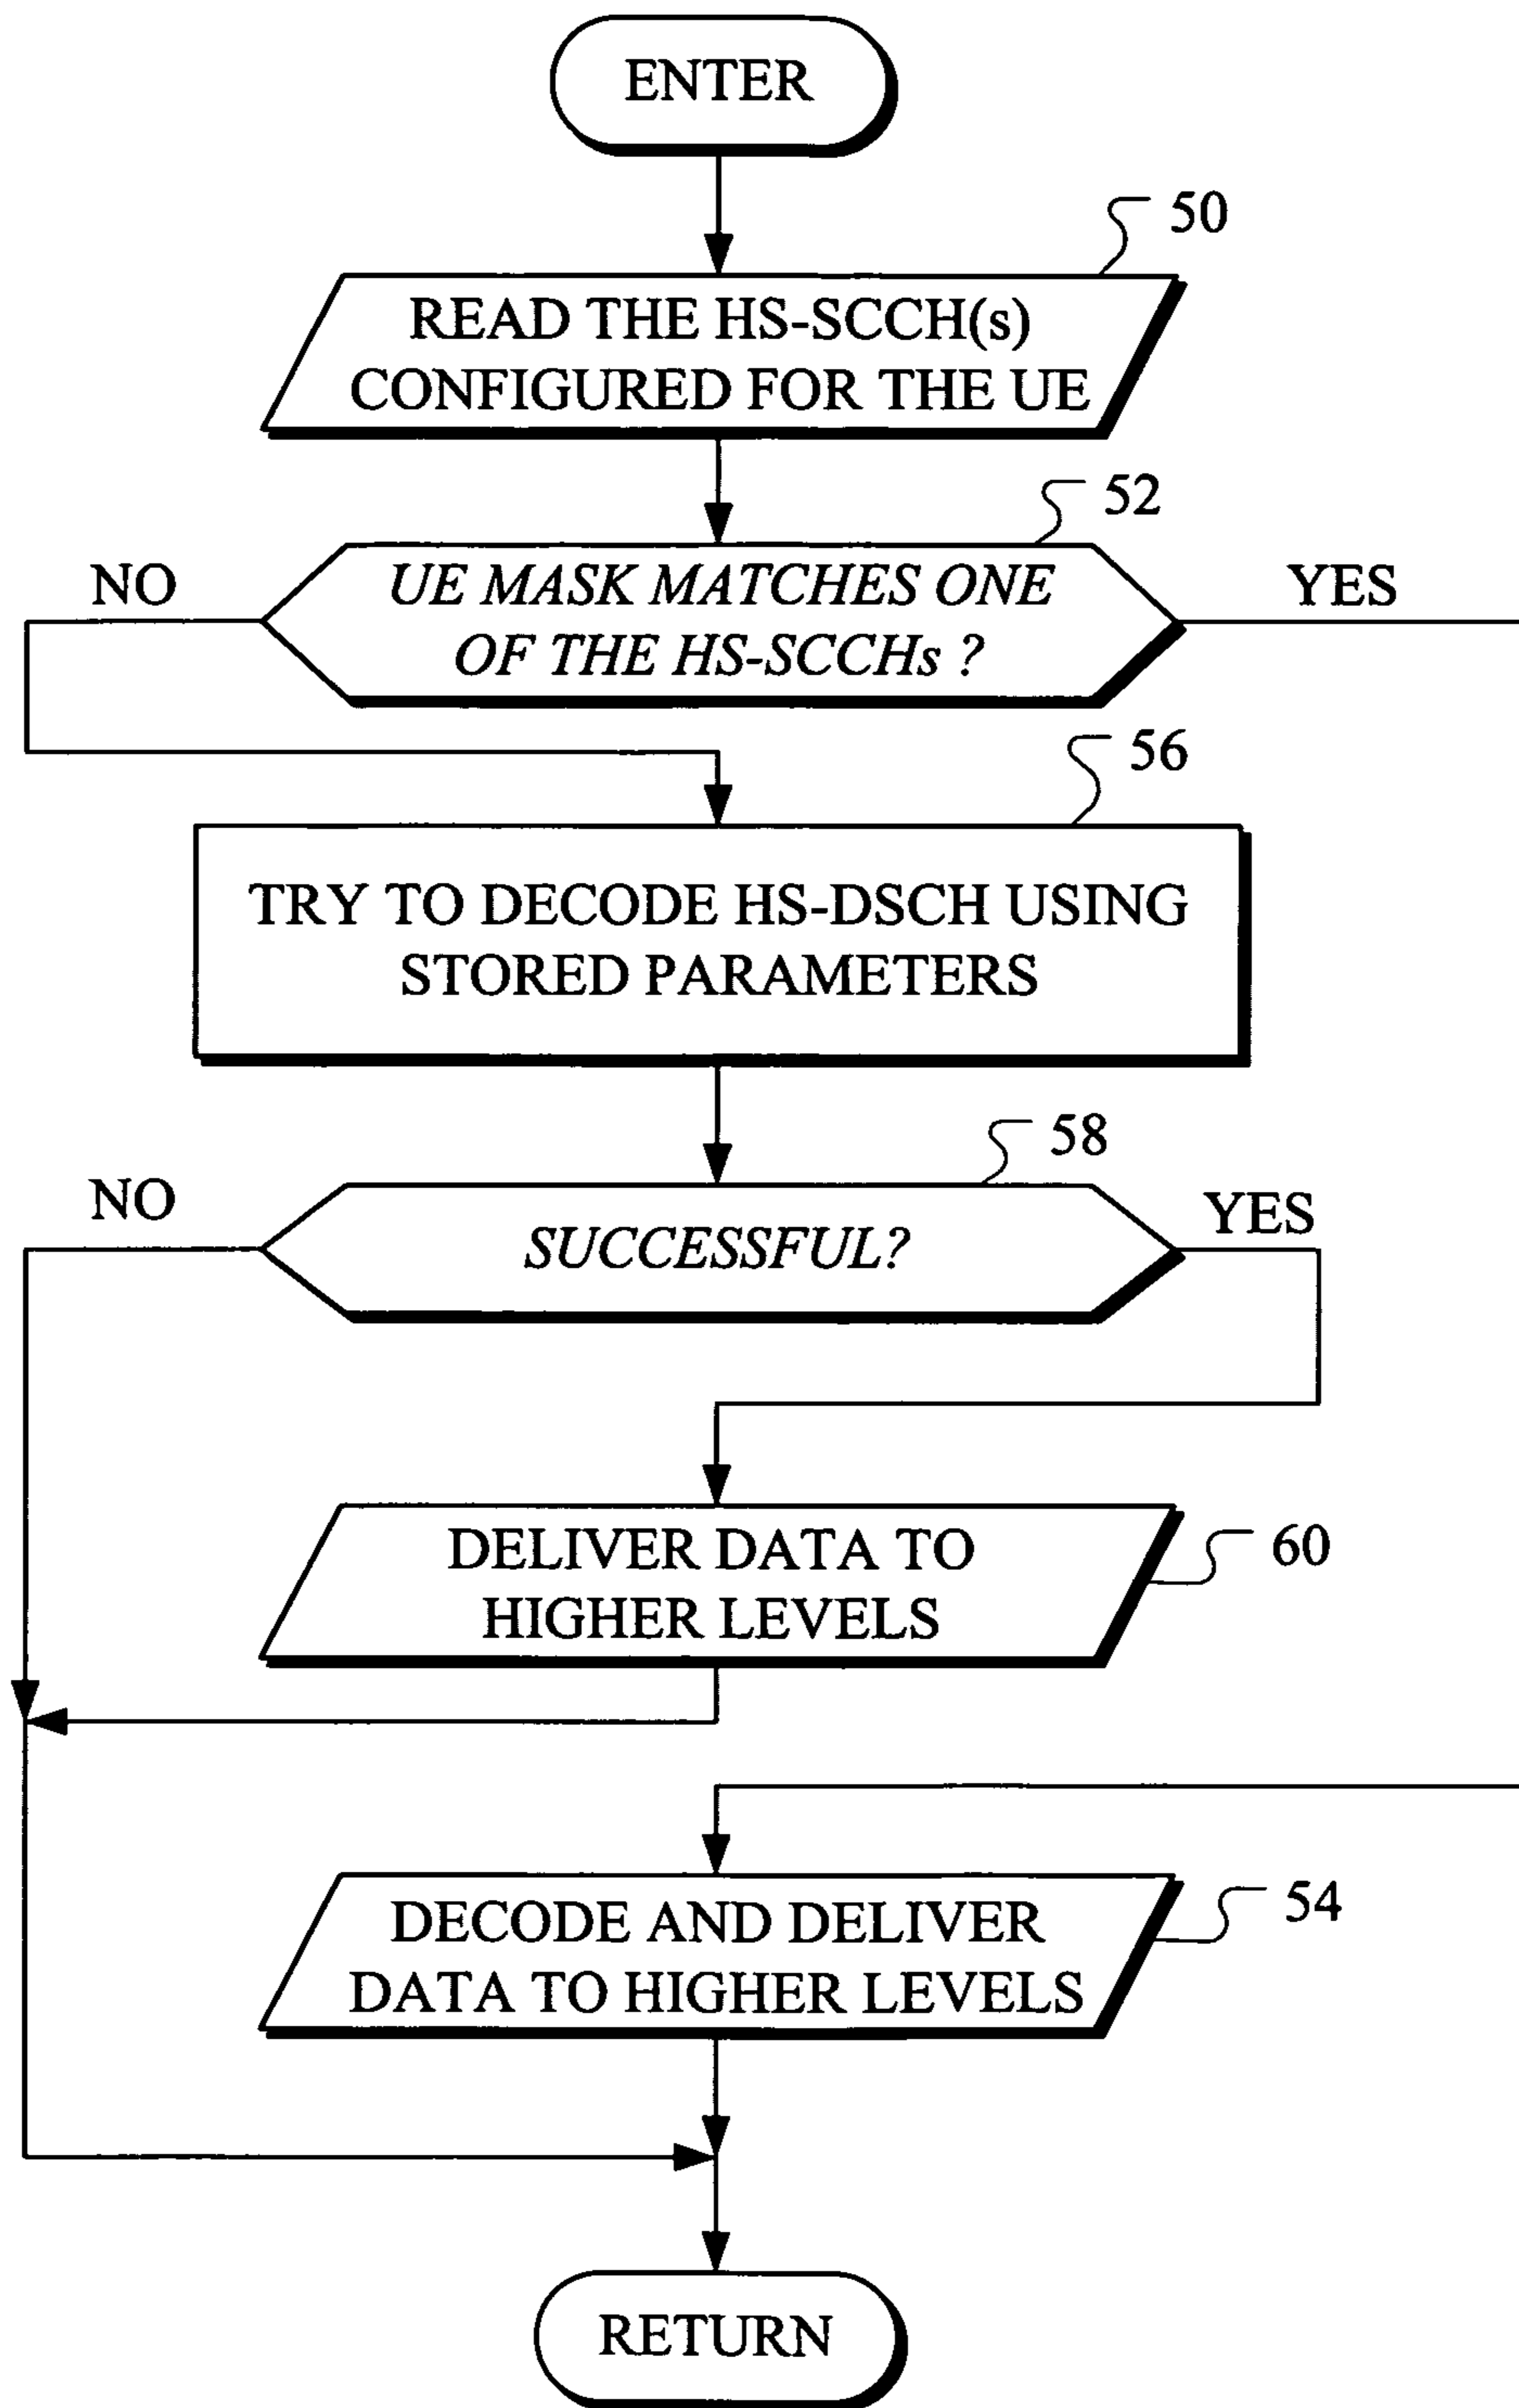 ENTER
50
READ THE HS-SCCH(s)
CONFIGURED FOR THE UE
52
NO
UE MASK MATCHES ONE
OF THE HS-SCCHs ?
YES
56
TRY TO DECODE HS-DSCH USING
STORED PARAMETERS
58
NO
SUCCESSFUL?
YES
DELIVER DATA TO
HIGHER LEVELS
60
DECODE AND DELIVER
DATA TO HIGHER LEVELS
54
RETURN